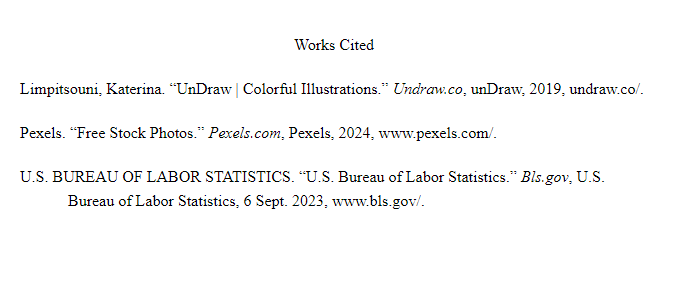 Works Cited
Limpitsouni, Katerina. “UnDraw | Colorful Illustrations.” Undraw.co, unDraw, 2019, undraw.co/.
Pexels. “Free Stock Photos.” Pexels.com, Pexels, 2024, www.pexels.com/.
U.S. BUREAU OF LABOR STATISTICS. “U.S. Bureau of Labor Statistics.” Bls.gov, U.S.
Bureau of Labor Statistics, 6 Sept. 2023, www.bls.gov/.